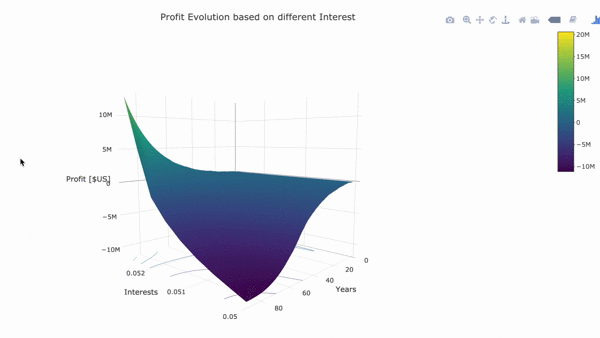 Profit Evolution based on different Interest
20M
15M
10M
5M
0
−5M
−10M
10M
5M
Profit [$US]
0
−5M
−10M
0.052
Interests
0.051
0.05
0
20
40
60
80
Years